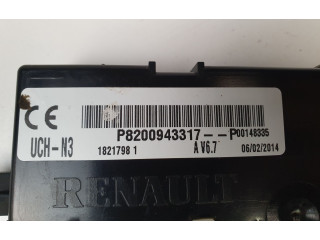 CE
P8200943317--P00148335
UCH-N3
1821798 1 A V6.7 06/02/2014
RENAULT